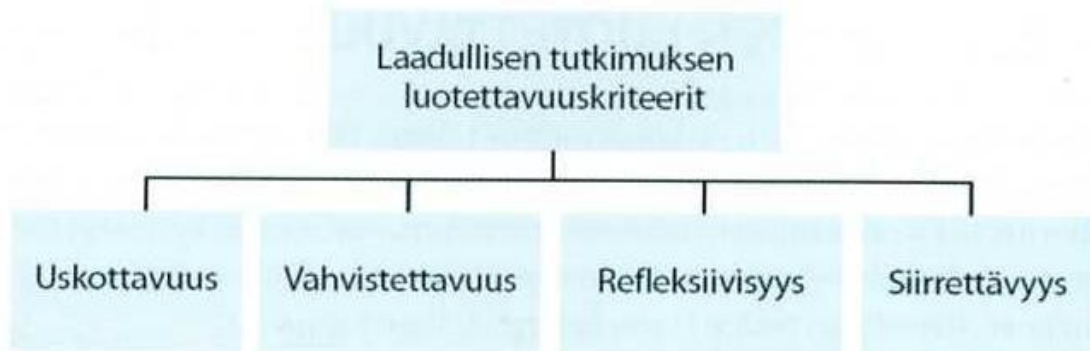 Laadullisen tutkimuksen
luotettavuuskriteerit
Uskottavuus
Vahvistettavuus
Refleksiivisyys
Siirrettävyys